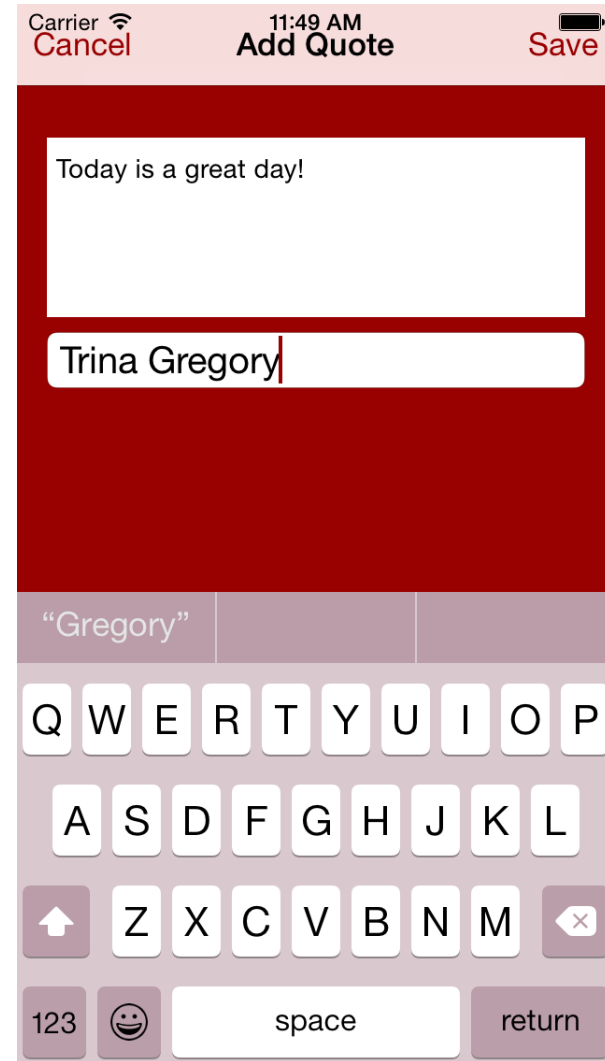 Carrier 11:49 AM
Cancel Add Quote Save
Today is a great day!
Trina Gregory
“Gregory”
Q W E R T Y U I O P
A S D F G H J K L
Z X C V B N M
123 space return